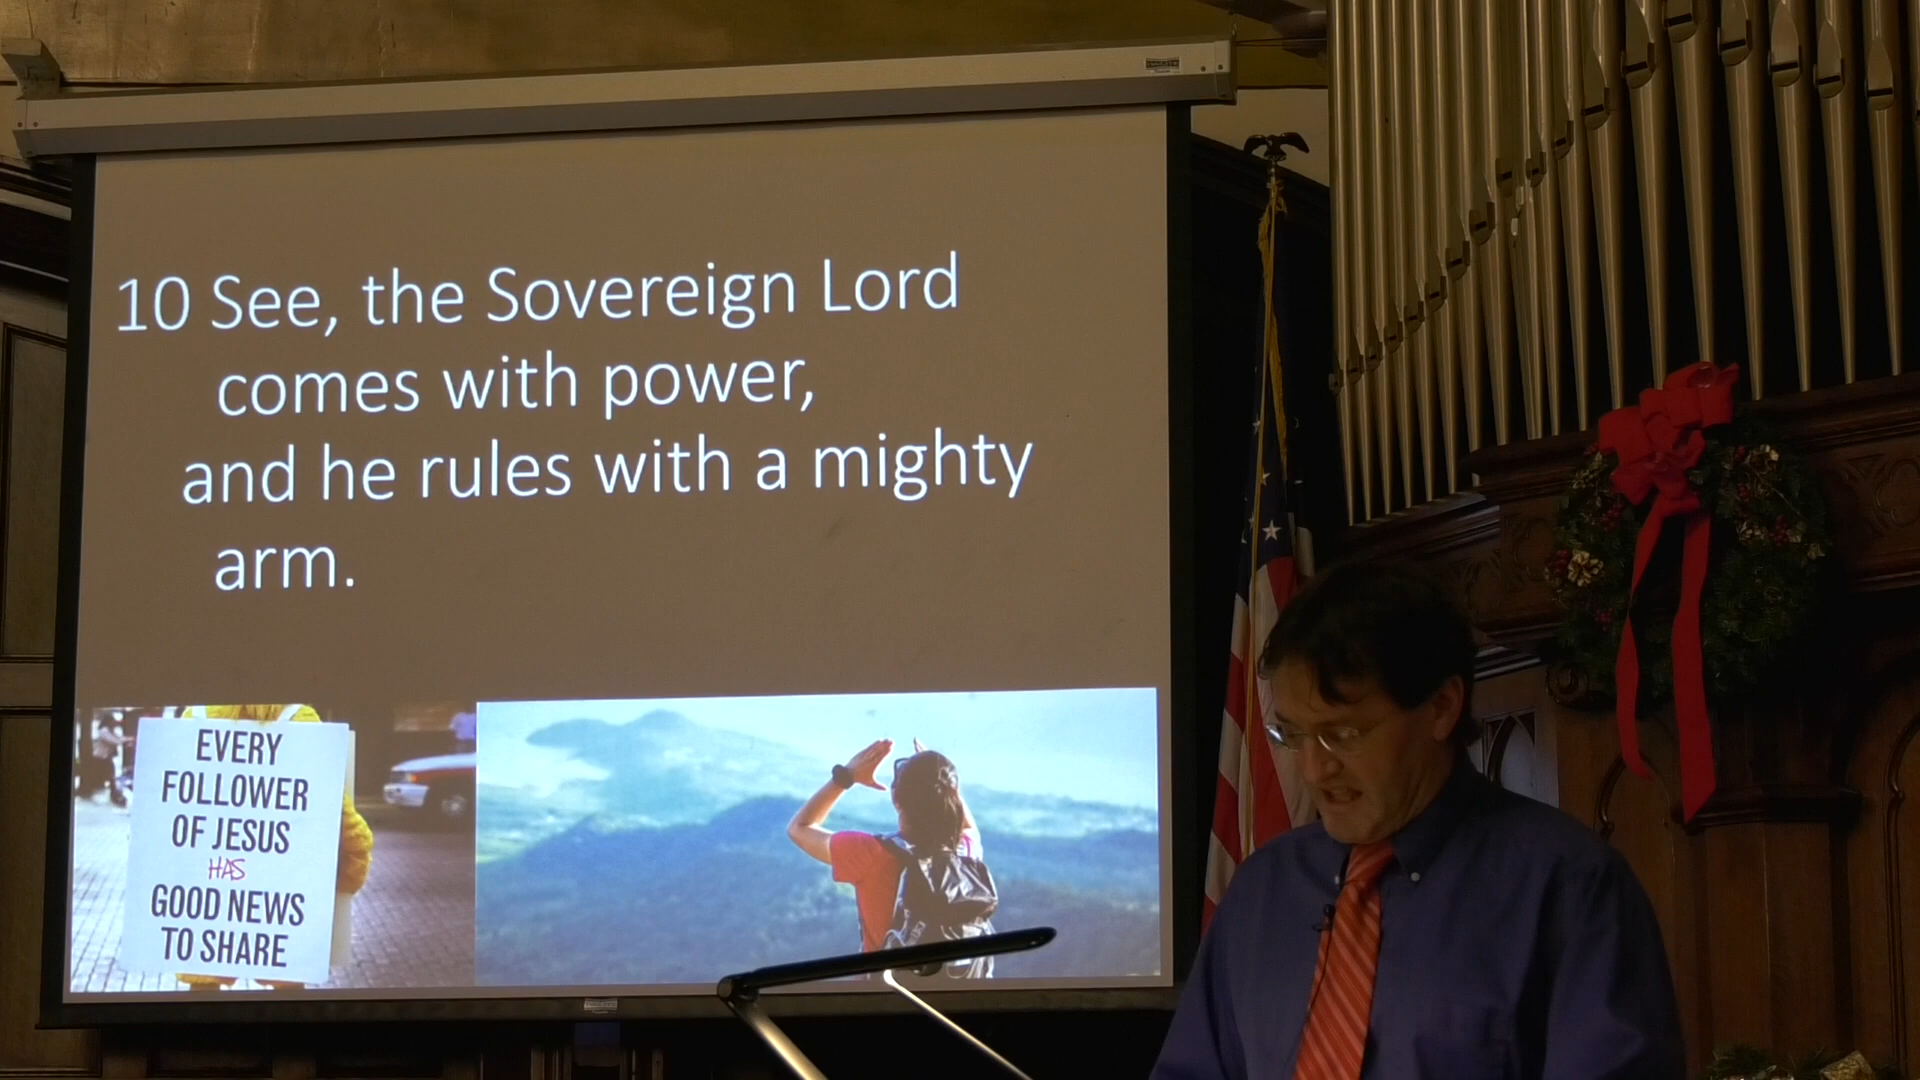 10 See, the Sovereign Lord
comes with power,
and he rules with a mighty
arm.
EVERY
FOLLOWER
OF JESUS
HAS
GOOD NEWS
TO SHARE